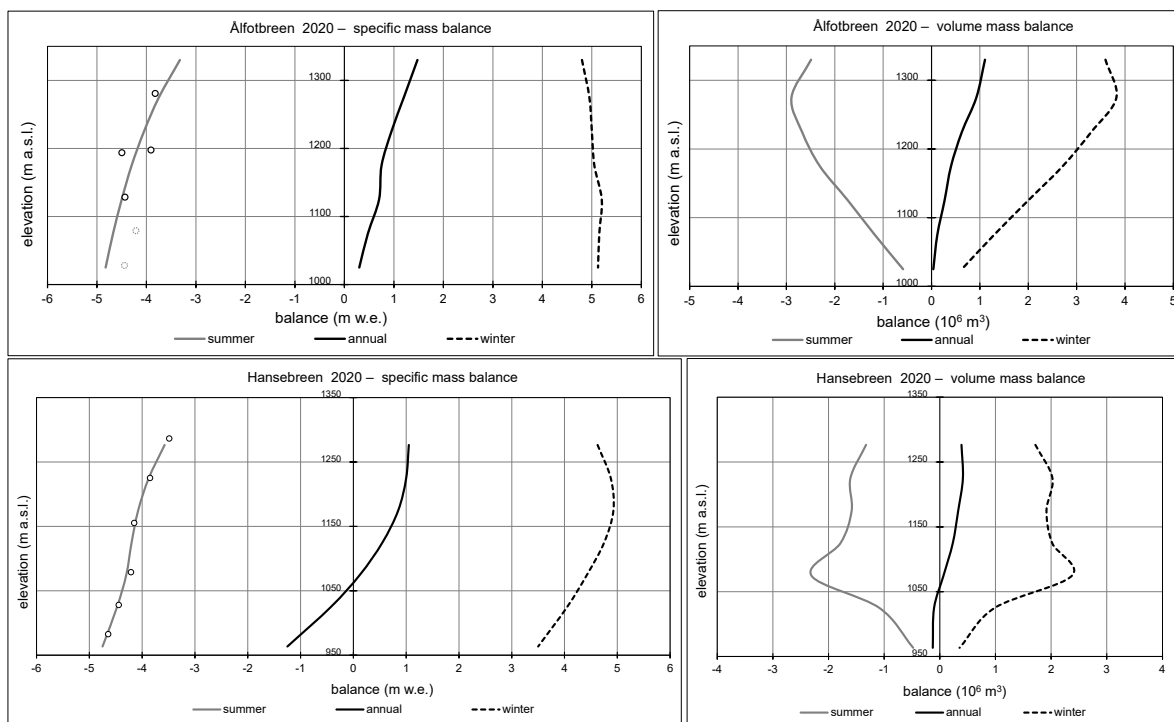 Ålfotbreen 2020 – specific mass balance
elevation (m a.s.l.)
1300
1200
1100
1000
-6 -5 -4 -3 -2 -1 0 1 2 3 4 5 6
balance (m w.e.)
summer annual winter
Ålfotbreen 2020 – volume mass balance
elevation (m a.s.l.)
1300
1200
1100
1000
-5 -4 -3 -2 -1 0 1 2 3 4 5
balance (10⁶ m³)
summer annual winter
Hansebreen 2020 – specific mass balance
elevation (m a.s.l.)
1350
1250
1150
1050
950
-6 -5 -4 -3 -2 -1 0 1 2 3 4 5 6
balance (m w.e.)
summer annual winter
Hansebreen 2020 – volume mass balance
elevation (m a.s.l.)
1350
1250
1150
1050
950
-4 -3 -2 -1 0 1 2 3 4
balance (10⁶ m³)
summer annual winter